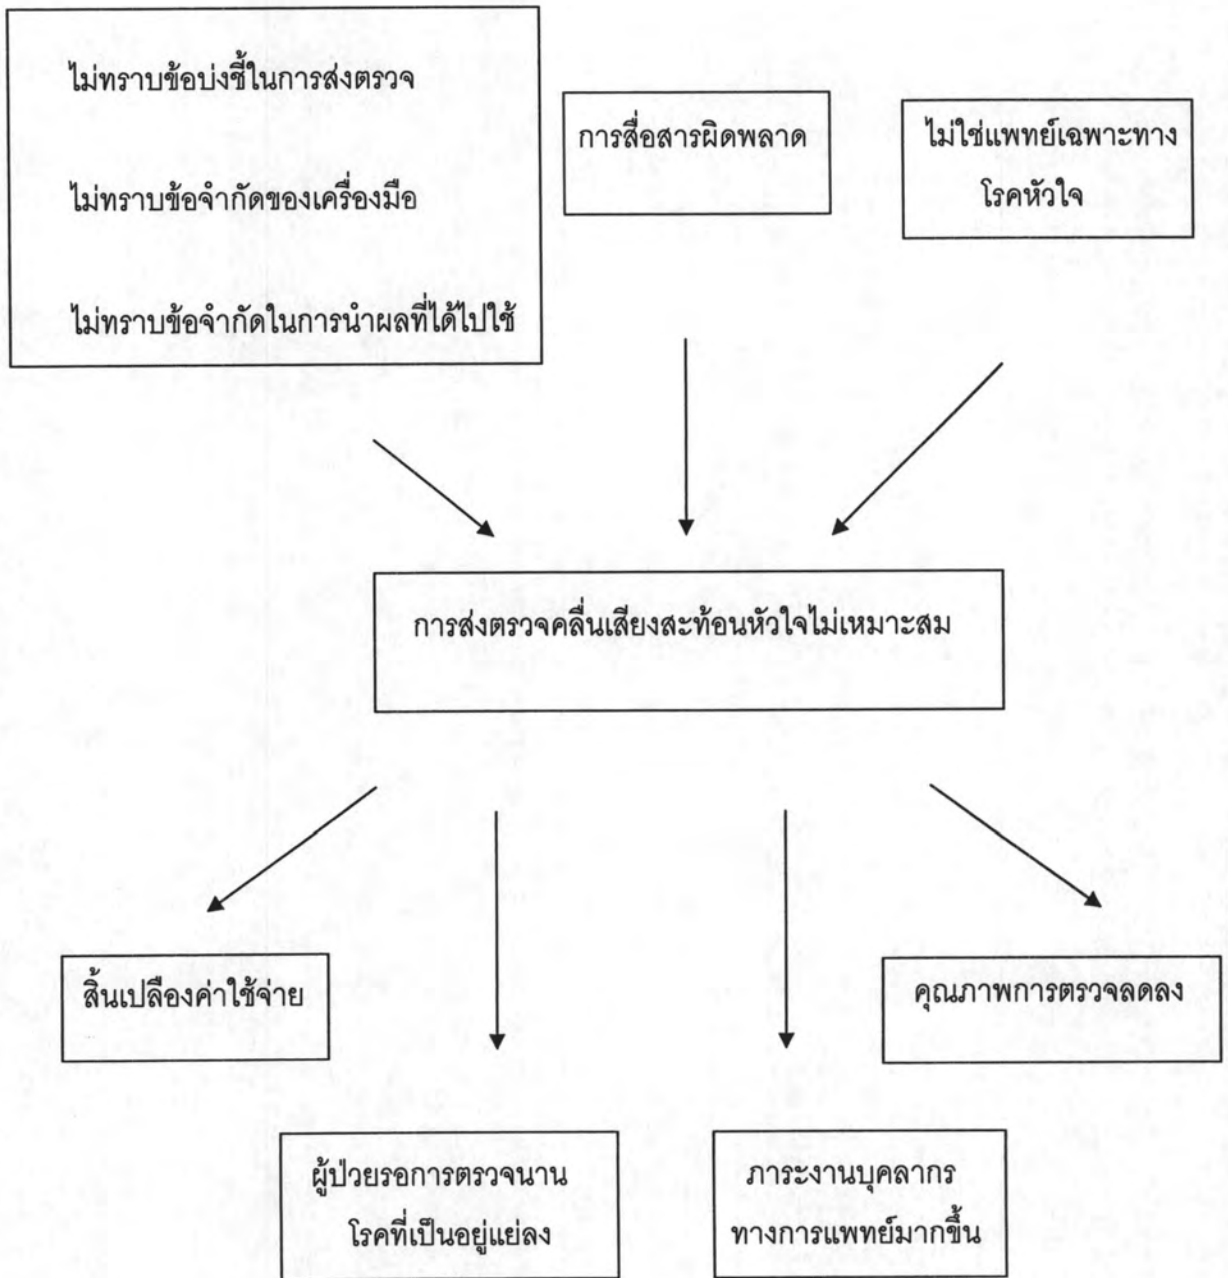 ไม่ทราบข้อบ่งชี้ในการส่งตรวจ
ไม่ทราบข้อจำกัดของเครื่องมือ
ไม่ทราบข้อจำกัดในการนำผลที่ได้ไปใช้
การสื่อสารผิดพลาด
ไม่ใช่แพทย์เฉพาะทาง
โรคหัวใจ
การส่งตรวจคลื่นเสียงสะท้อนหัวใจไม่เหมาะสม
สิ้นเปลืองค่าใช้จ่าย
ผู้ป่วยรอการตรวจนาน
โรคที่เป็นอยู่แย่ลง
ภาระงานบุคลากร
ทางการแพทย์มากขึ้น
คุณภาพการตรวจลดลง